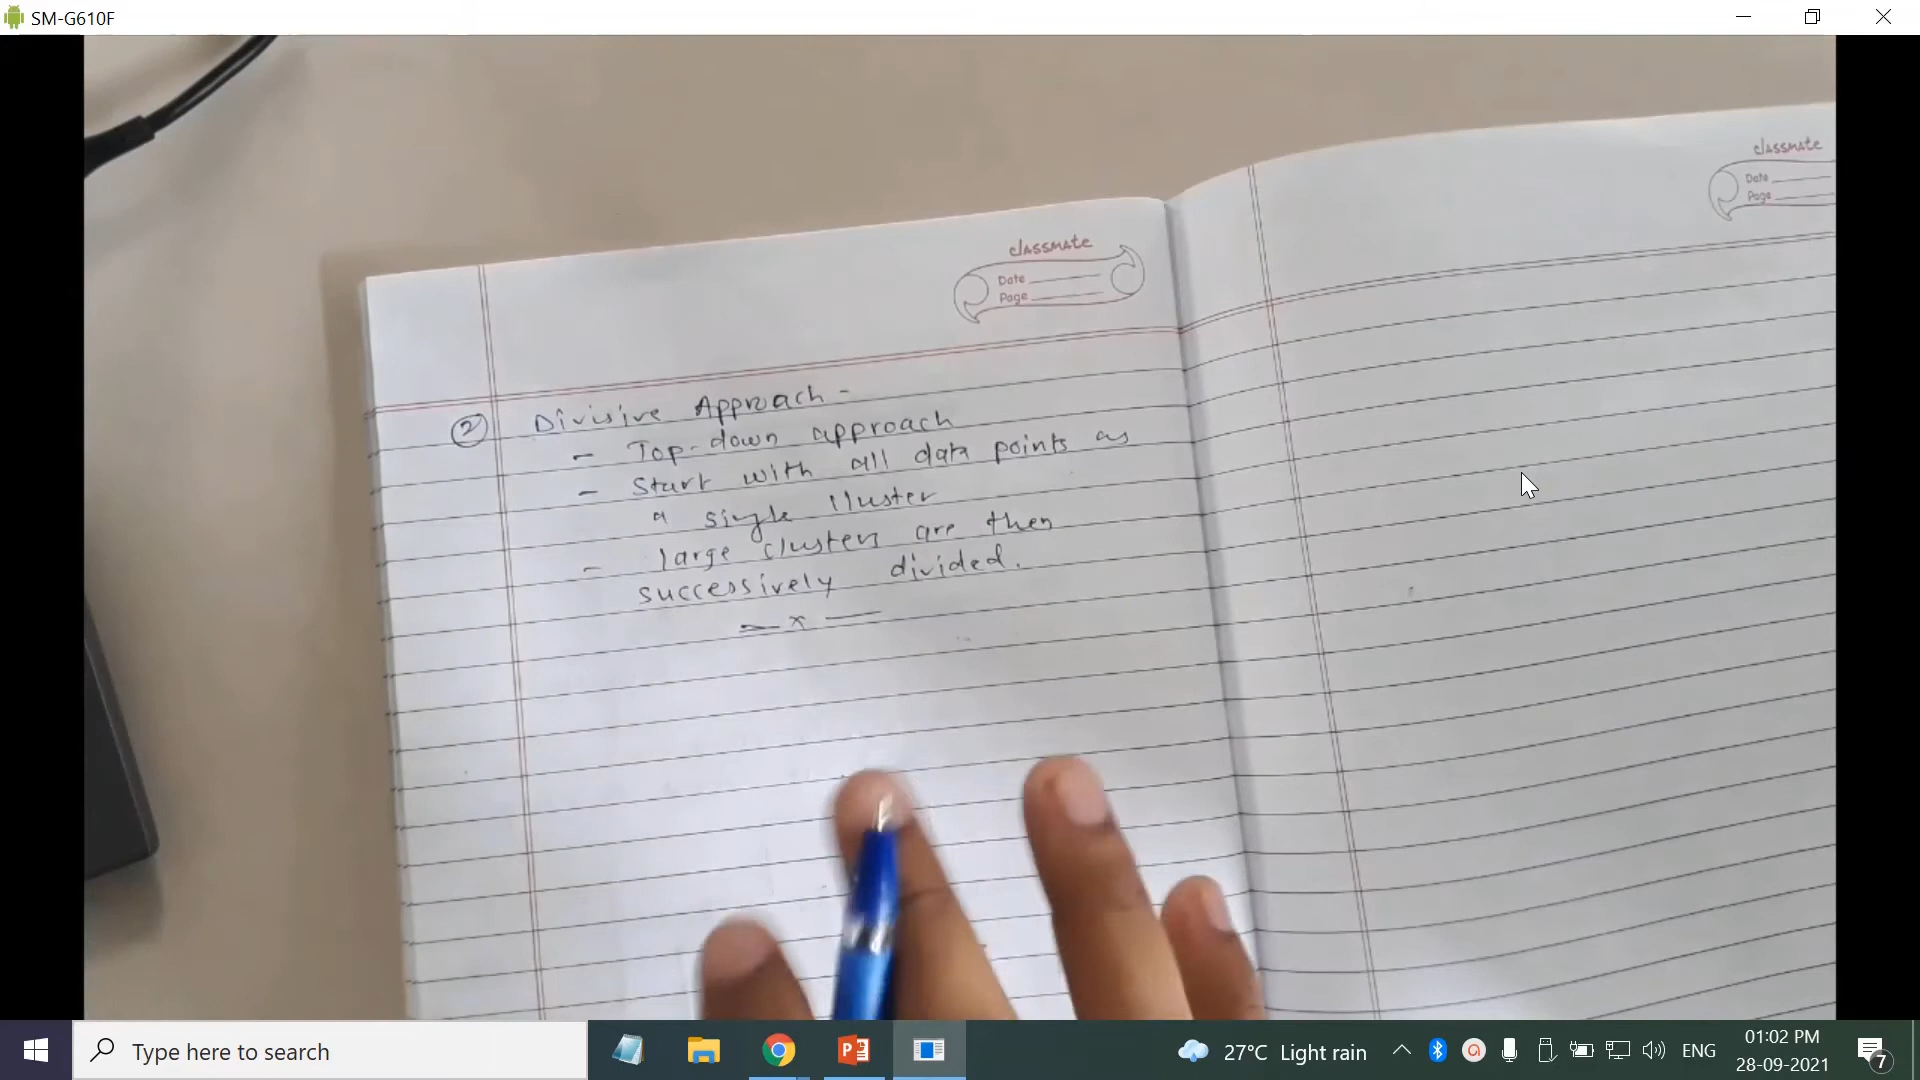 SM-G610F
classmate
Date
Page
classmate
Date
Page
2 Divisive Approach -
- Top-down approach
- Start with all data points as
a single cluster
- large clusters are then
successively divided.
x
Type here to search
27°C Light rain
ENG
01:02 PM
28-09-2021
7